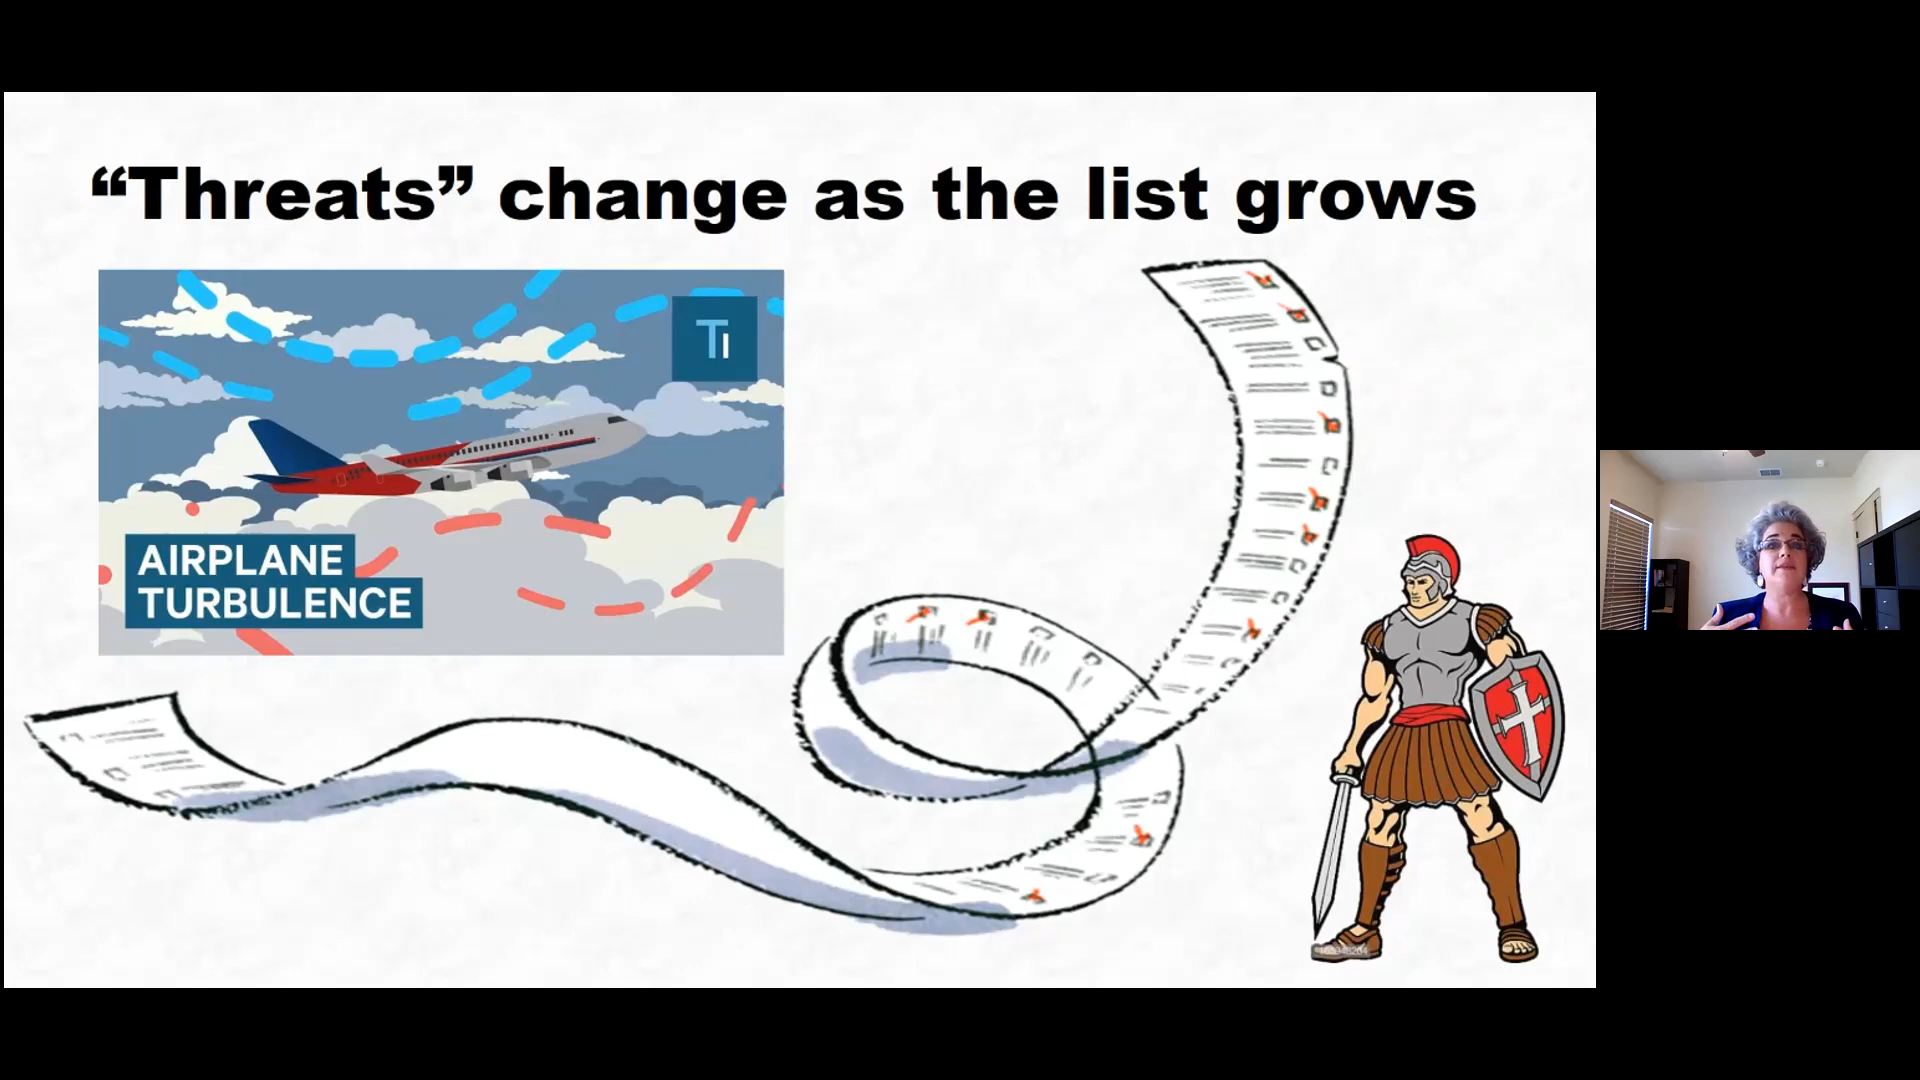 “Threats” change as the list grows
TI
AIRPLANE
TURBULENCE